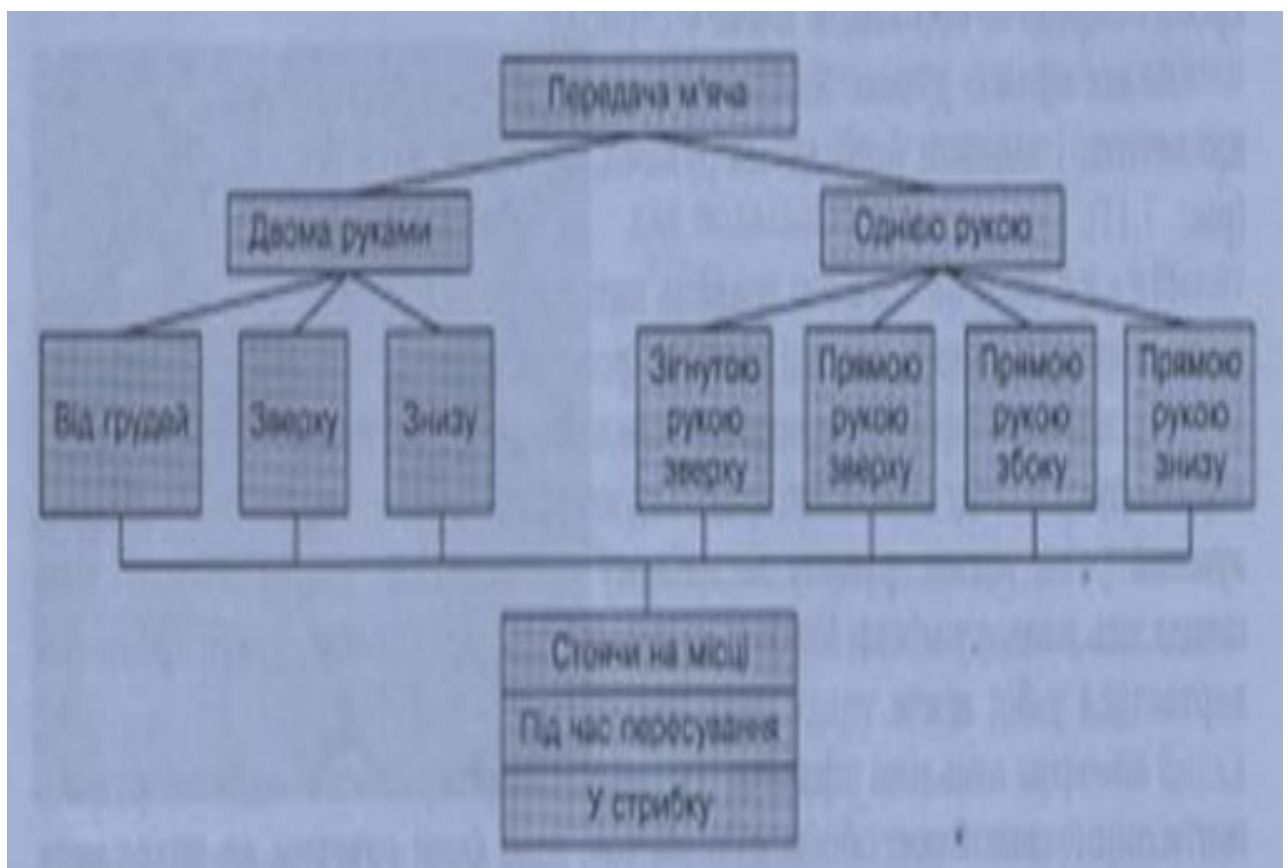 Передача м'яча
Двома руками
Однією рукою
Від грудей
Зверху
Знизу
Зігнутою
рукою
зверху
Прямою
рукою
зверху
Прямою
рукою
збоку
Прямою
рукою
знизу
Стоячи на місці
Під час пересування
У стрибку